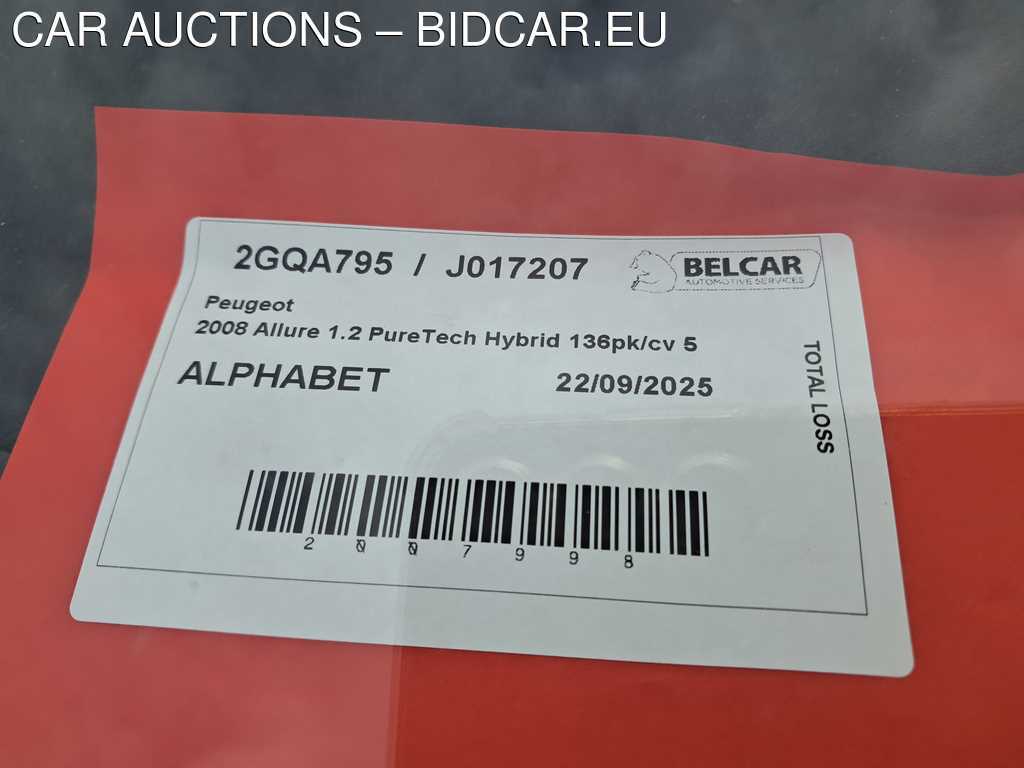 CAR AUCTIONS – BIDCAR.EU
2GQA795 / J017207
BELCAR
AUTOMOTIVE SERVICES
Peugeot
2008 Allure 1.2 PureTech Hybrid 136pk/cv 5
ALPHABET 22/09/2025
TOTAL LOSS
2007998